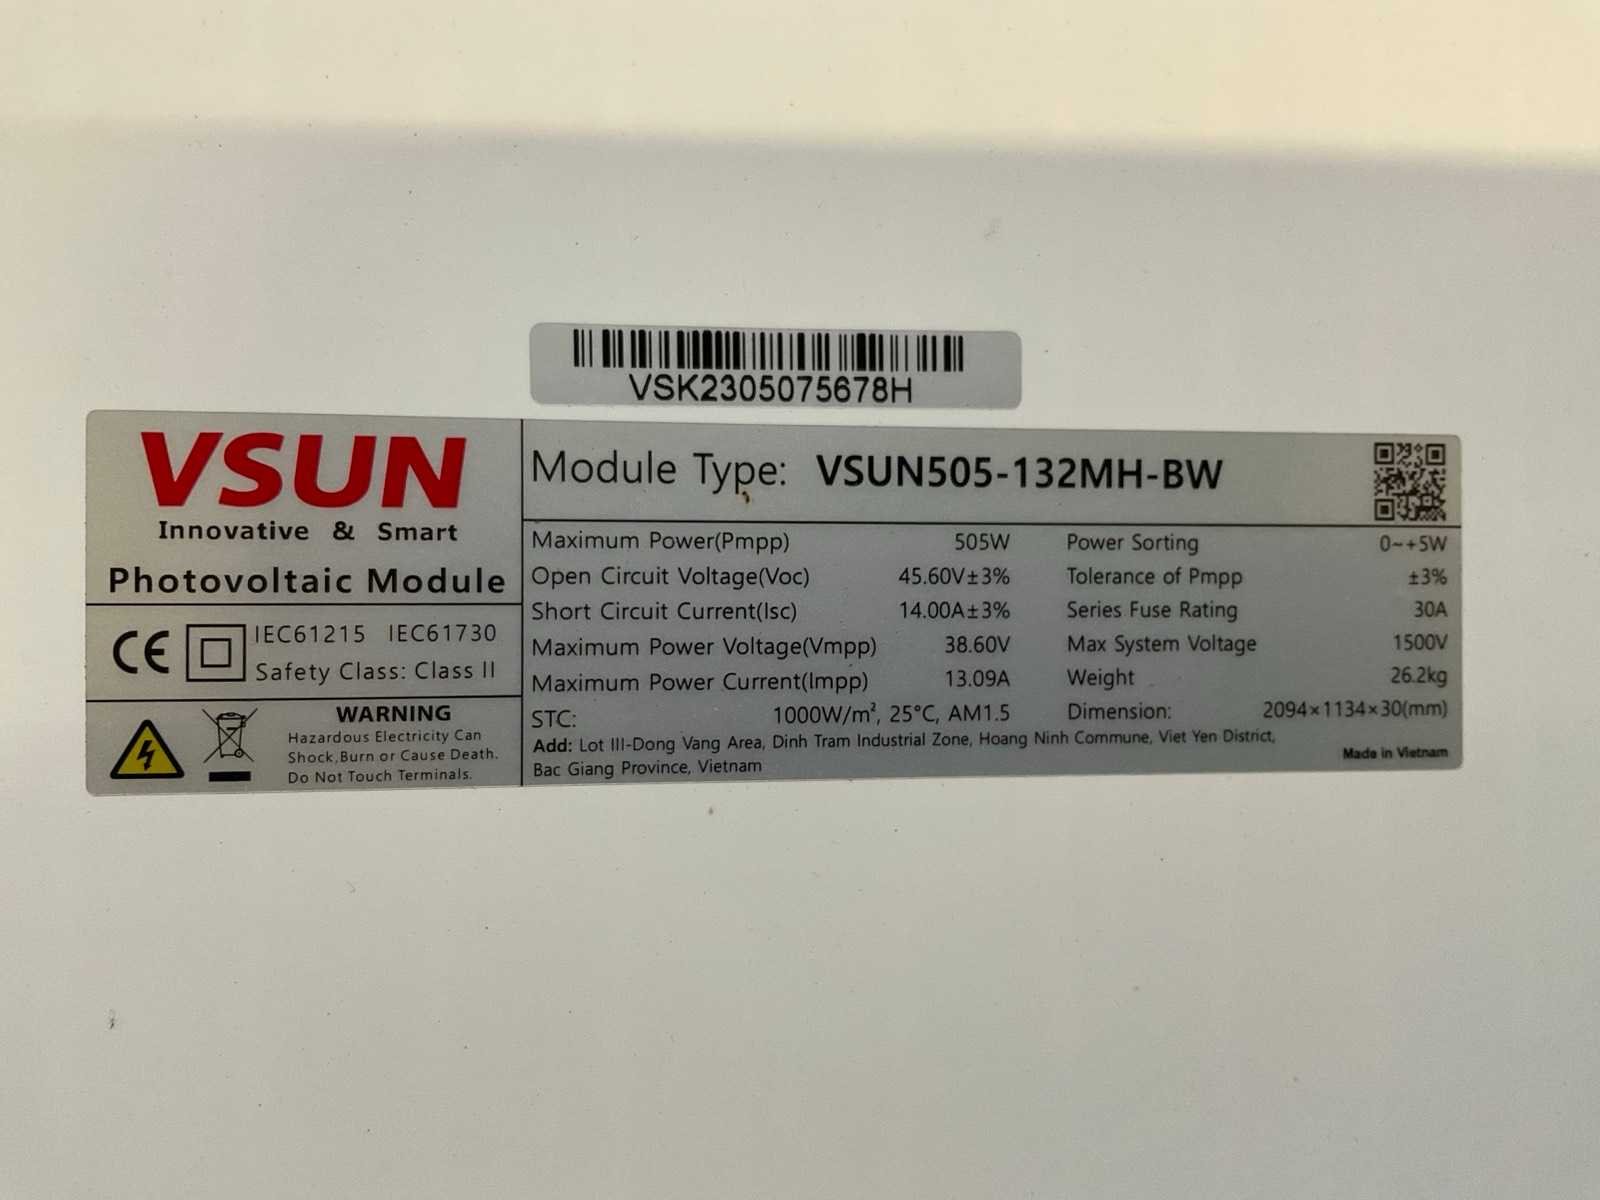 VSK2305075678H
VSUN
Innovative & Smart
Photovoltaic Module
CE IEC61215 IEC61730
Safety Class: Class II
WARNING
Hazardous Electricity Can
Shock,Burn or Cause Death.
Do Not Touch Terminals.
Module Type: VSUN505-132MH-BW
Maximum Power(Pmpp) 505W Power Sorting 0~+5W
Open Circuit Voltage(Voc) 45.60V±3% Tolerance of Pmpp ±3%
Short Circuit Current(Isc) 14.00A±3% Series Fuse Rating 30A
Maximum Power Voltage(Vmpp) 38.60V Max System Voltage 1500V
Maximum Power Current(Impp) 13.09A Weight 26.2kg
STC: 1000W/m², 25°C, AM1.5 Dimension: 2094×1134×30(mm)
Add: Lot III-Dong Vang Area, Dinh Tram Industrial Zone, Hoang Ninh Commune, Viet Yen District,
Bac Giang Province, Vietnam
Made in Vietnam